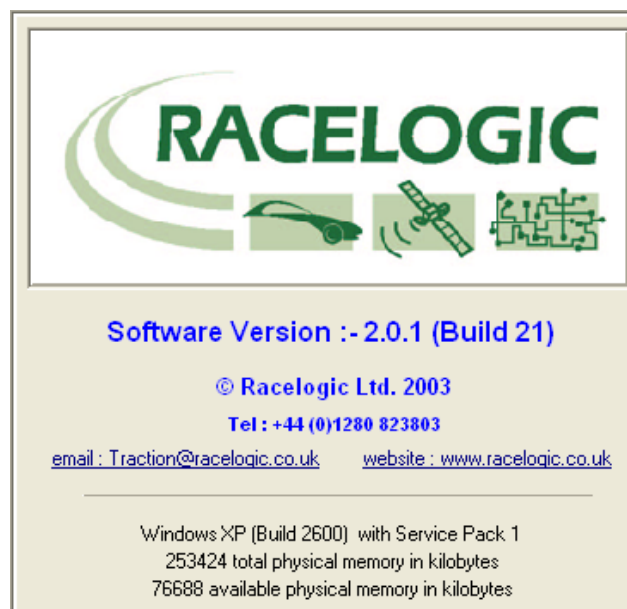 RACELOGIC
Software Version :- 2.0.1 (Build 21)
© Racelogic Ltd. 2003
Tel : +44 (0)1280 823803
email : Traction@racelogic.co.uk website : www.racelogic.co.uk
Windows XP (Build 2600) with Service Pack 1
253424 total physical memory in kilobytes
76688 available physical memory in kilobytes